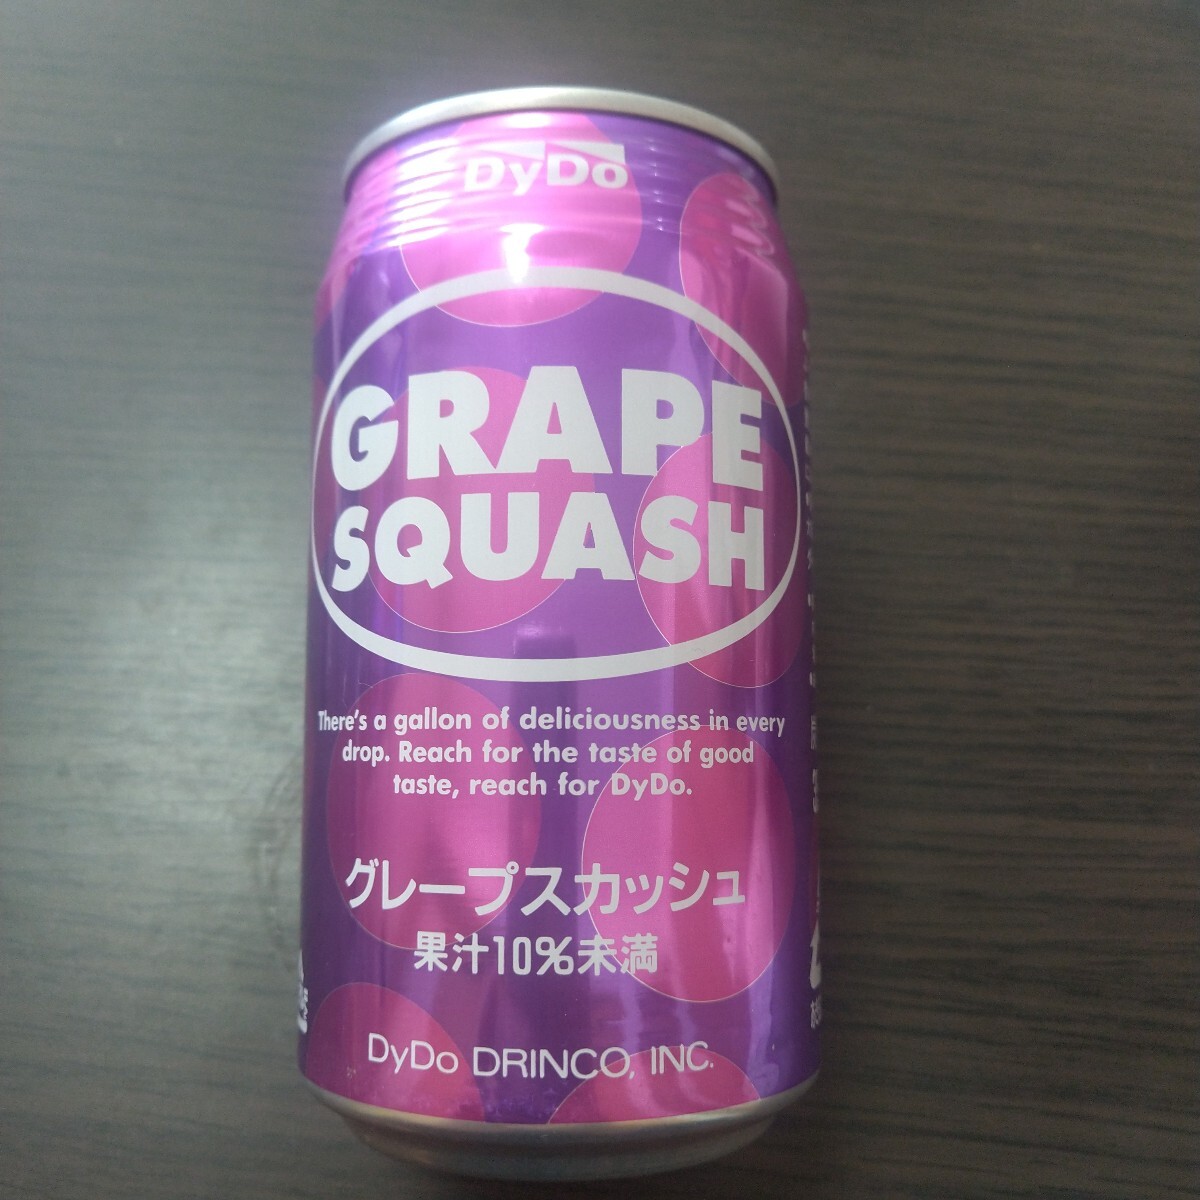 DyDo
GRAPE
SQUASH
There's a gallon of deliciousness in every
drop. Reach for the taste of good
taste, reach for DyDo.
グレープスカッシュ
果汁10%未満
DyDo DRINCO, INC.